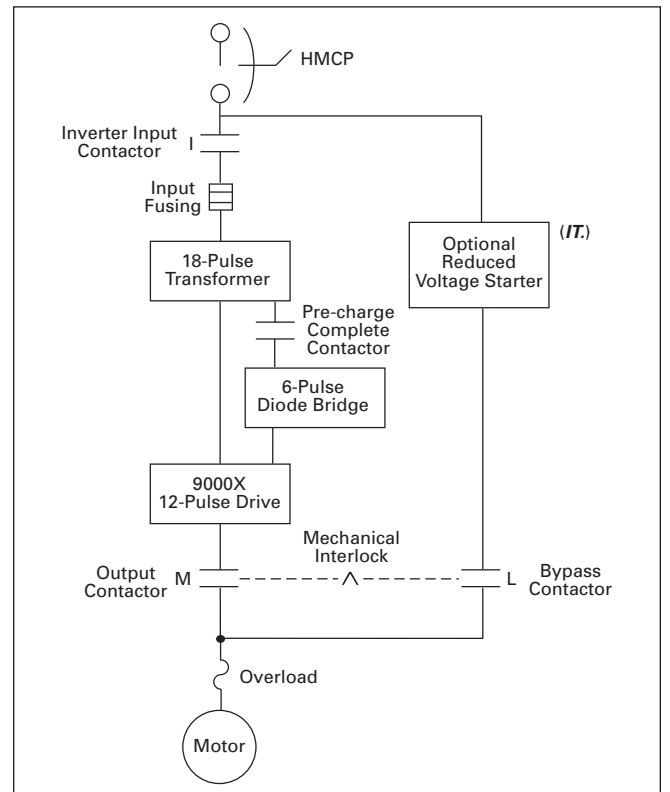 HMCP
Inverter Input
Contactor
I
Input
Fusing
(IT.)
Optional
Reduced
Voltage Starter
18-Pulse
Transformer
Pre-charge
Complete
Contactor
6-Pulse
Diode Bridge
9000X
12-Pulse Drive
Mechanical
Interlock
Output
Contactor
M
L
Bypass
Contactor
Overload
Motor